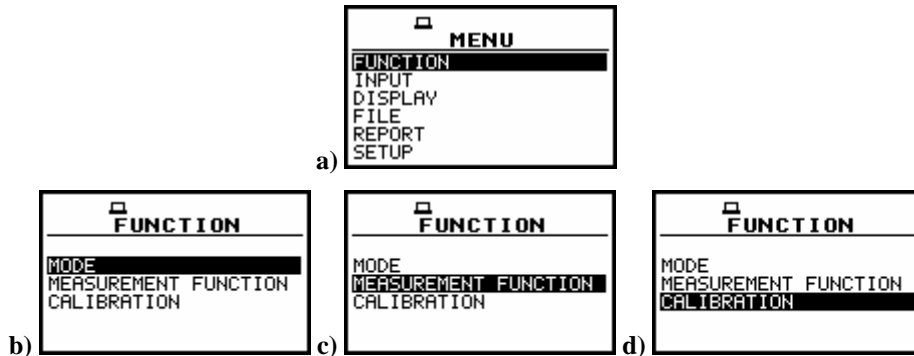 MENU
FUNCTION
INPUT
DISPLAY
FILE
REPORT
SETUP
a)
FUNCTION
MODE
MEASUREMENT FUNCTION
CALIBRATION
b)
FUNCTION
MODE
MEASUREMENT FUNCTION
CALIBRATION
c)
FUNCTION
MODE
MEASUREMENT FUNCTION
CALIBRATION
d)